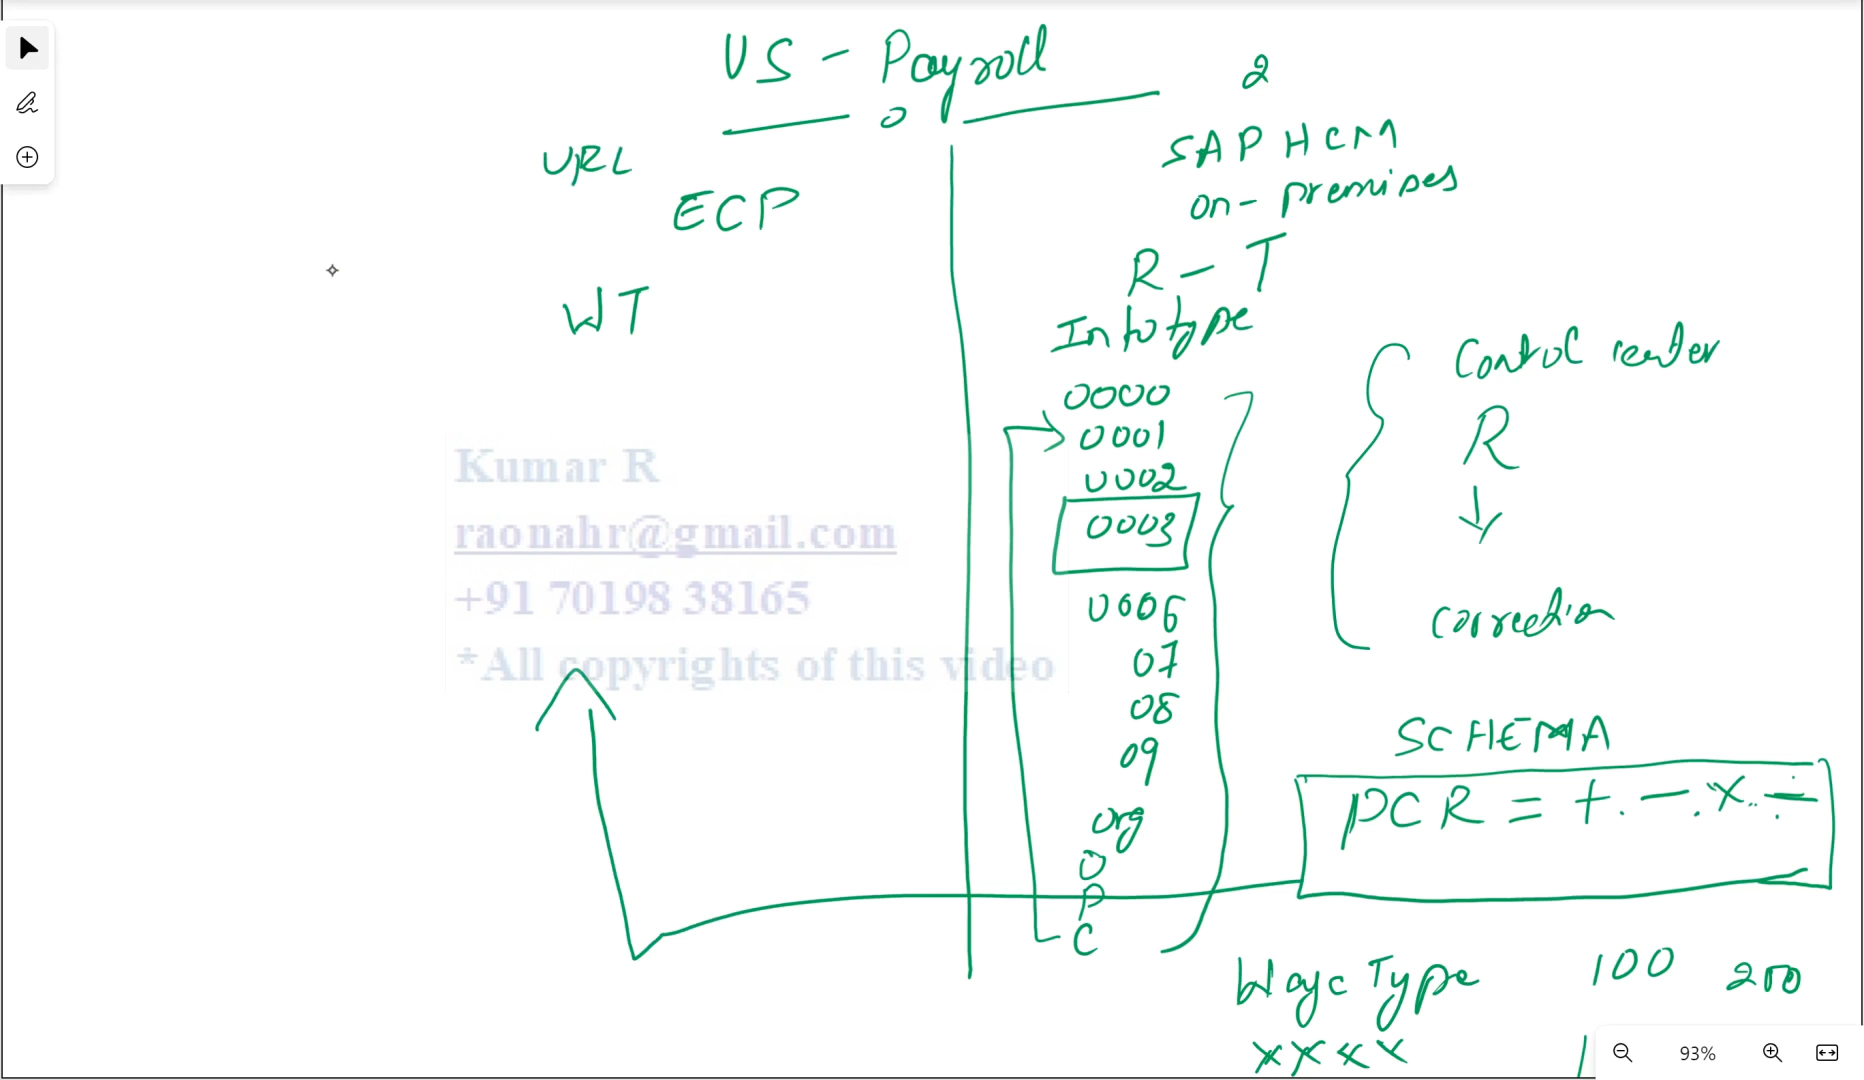 US - Payroll
2
URL
ECP
SAP HCM
on-premises
R - T
WT
Infotype
Control center
0000
R
0001
0002
0003
Kumar R
raonahr@gmail.com
+91 70198 38165
*All copyrights of this video
0006
correction
07
08
09
SCHEMA
PCR = + . - . x .. ÷
org
O
P
C
Wage Type 100 200
xxxx
93%